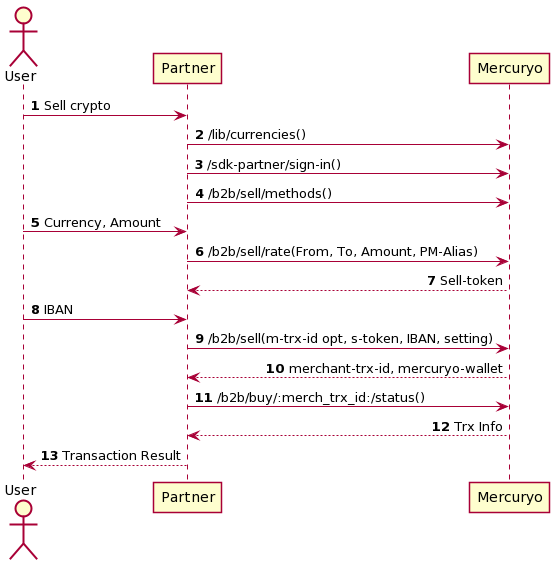 User
Partner
Mercuryo
1 Sell crypto
2 /lib/currencies()
3 /sdk-partner/sign-in()
4 /b2b/sell/methods()
5 Currency, Amount
6 /b2b/sell/rate(From, To, Amount, PM-Alias)
7 Sell-token
8 IBAN
9 /b2b/sell(m-trx-id opt, s-token, IBAN, setting)
10 merchant-trx-id, mercuryo-wallet
11 /b2b/buy/:merch_trx_id:/status()
12 Trx Info
13 Transaction Result
User
Partner
Mercuryo